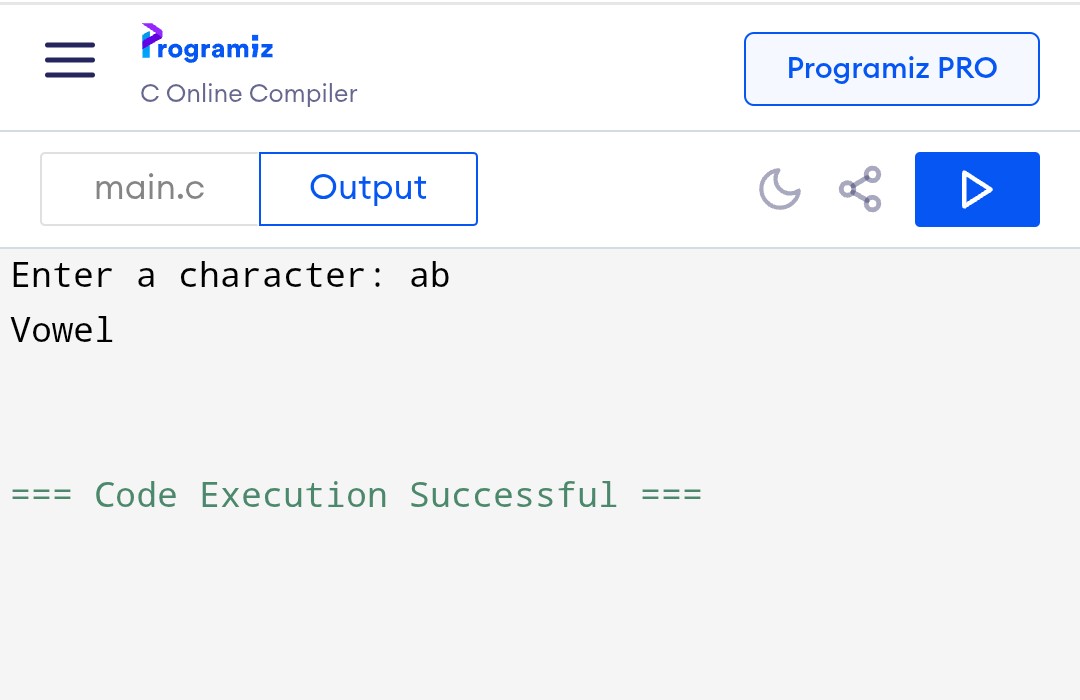 Programiz
C Online Compiler
Programiz PRO
main.c
Output
Enter a character: ab
Vowel
=== Code Execution Successful ===